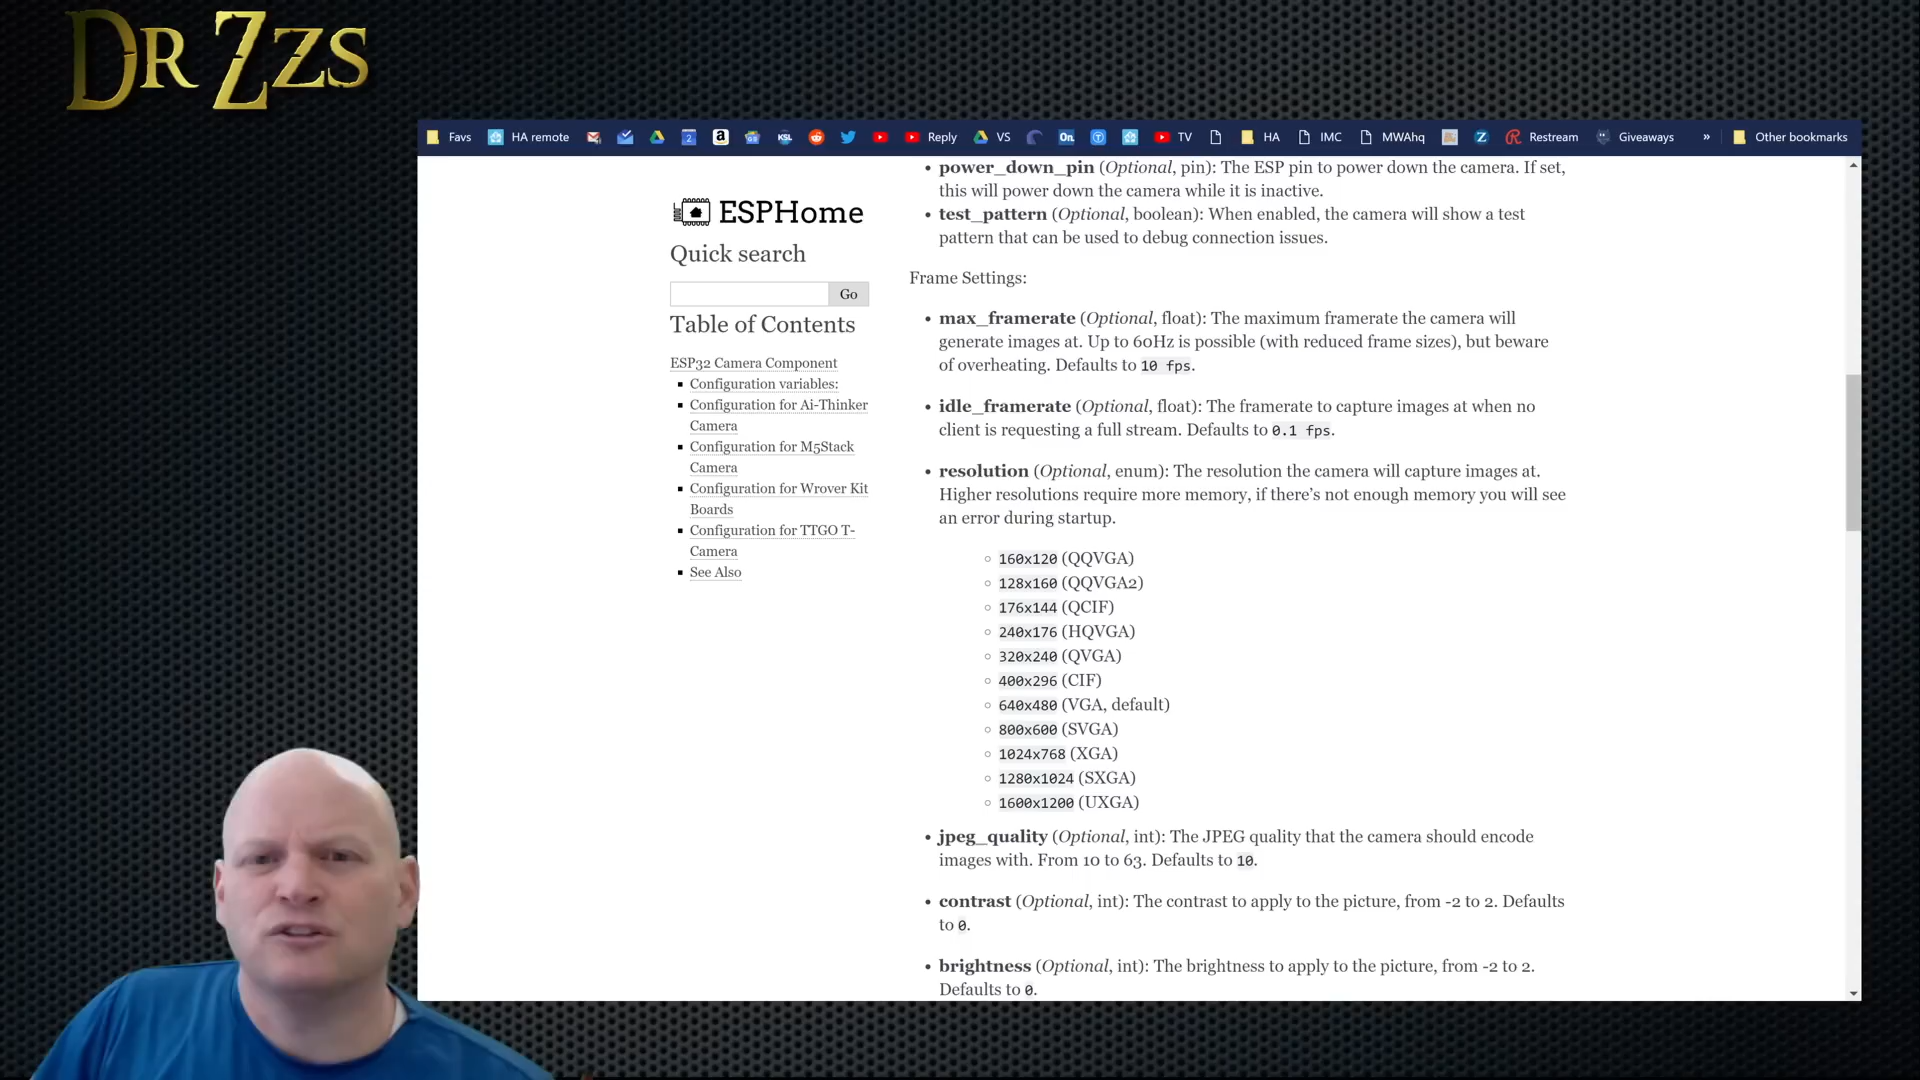 DR ZZS
Favs HA remote 2 KSL Reply VS On TV HA IMC MWAhq Z Restream Giveaways » Other bookmarks
ESPHome
Quick search
Go
Table of Contents
ESP32 Camera Component
Configuration variables:
Configuration for Ai-Thinker
Camera
Configuration for M5Stack
Camera
Configuration for Wrover Kit
Boards
Configuration for TTGO T-
Camera
See Also
• power_down_pin (Optional, pin): The ESP pin to power down the camera. If set,
this will power down the camera while it is inactive.
• test_pattern (Optional, boolean): When enabled, the camera will show a test
pattern that can be used to debug connection issues.
Frame Settings:
• max_framerate (Optional, float): The maximum framerate the camera will
generate images at. Up to 60Hz is possible (with reduced frame sizes), but beware
of overheating. Defaults to 10 fps.
• idle_framerate (Optional, float): The framerate to capture images at when no
client is requesting a full stream. Defaults to 0.1 fps.
• resolution (Optional, enum): The resolution the camera will capture images at.
Higher resolutions require more memory, if there's not enough memory you will see
an error during startup.
160x120 (QQVGA)
128x160 (QQVGA2)
176x144 (QCIF)
240x176 (HQVGA)
320x240 (QVGA)
400x296 (CIF)
640x480 (VGA, default)
800x600 (SVGA)
1024x768 (XGA)
1280x1024 (SXGA)
1600x1200 (UXGA)
• jpeg_quality (Optional, int): The JPEG quality that the camera should encode
images with. From 10 to 63. Defaults to 10.
• contrast (Optional, int): The contrast to apply to the picture, from -2 to 2. Defaults
to 0.
• brightness (Optional, int): The brightness to apply to the picture, from -2 to 2.
Defaults to 0.